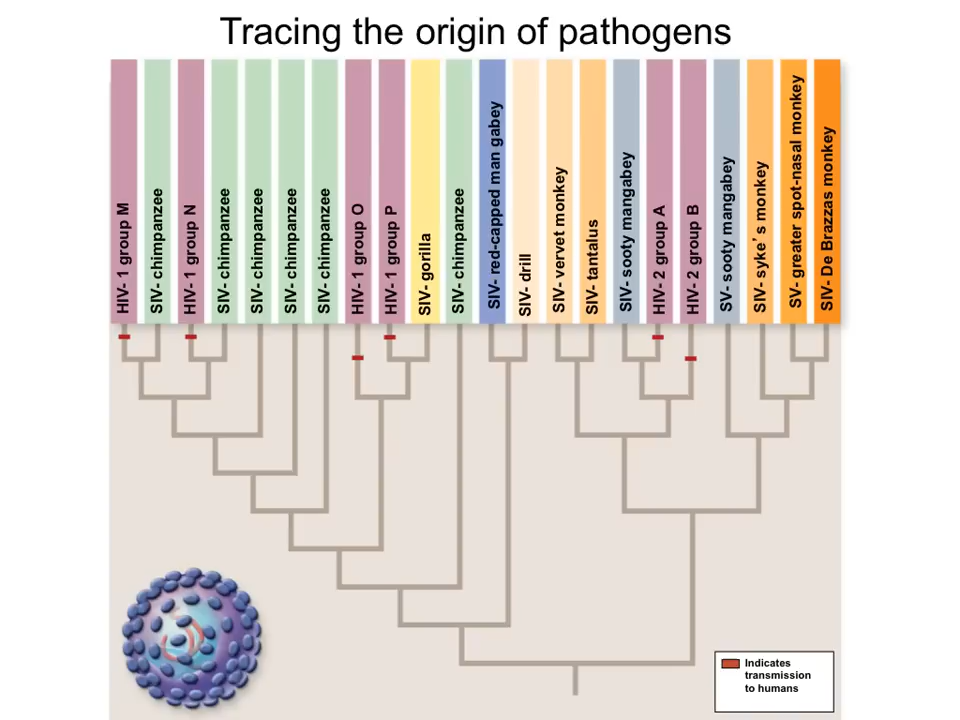 Tracing the origin of pathogens
HIV- 1 group M
SIV- chimpanzee
HIV- 1 group N
SIV- chimpanzee
SIV- chimpanzee
SIV- chimpanzee
SIV- chimpanzee
HIV- 1 group O
HIV- 1 group P
SIV- gorilla
SIV- chimpanzee
SIV- red-capped man gabey
SIV- drill
SIV- vervet monkey
SIV- tantalus
SIV- sooty mangabey
HIV- 2 group A
HIV- 2 group B
SV- sooty mangabey
SIV- syke’ s monkey
SV- greater spot-nasal monkey
SIV- De Brazzas monkey
Indicates
transmission
to humans